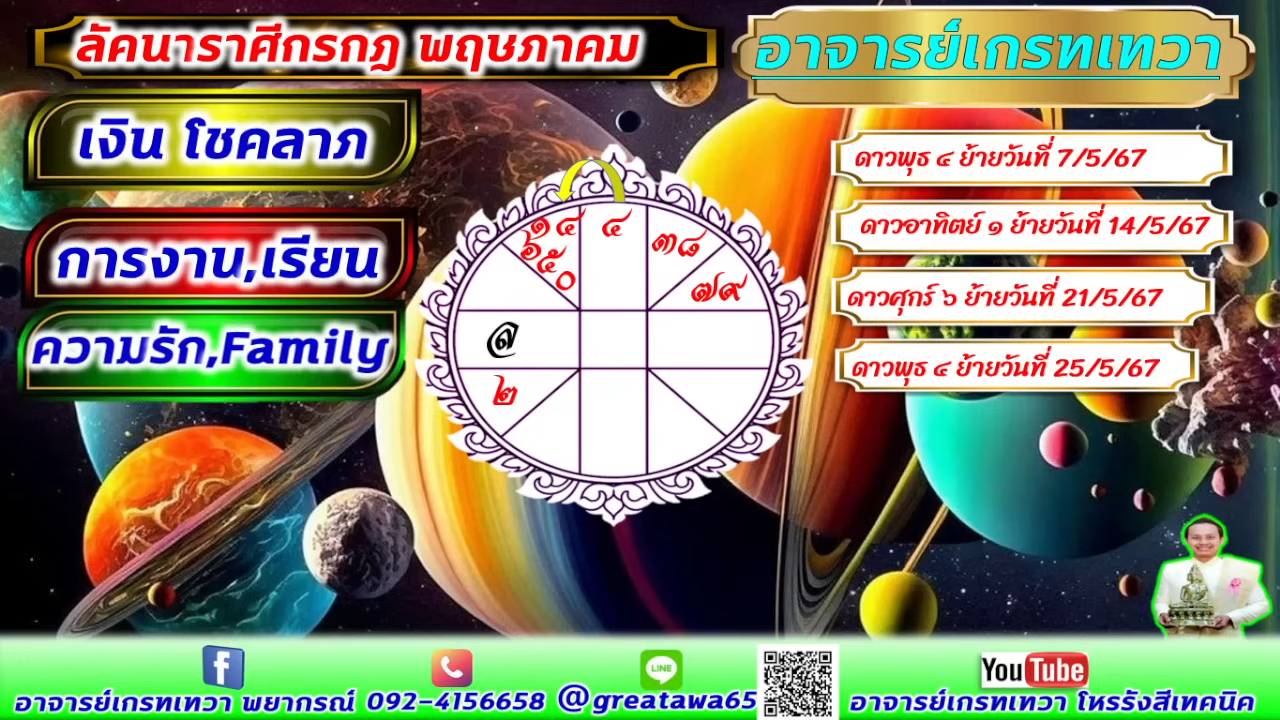 ลัคนาราศีกรกฎ พฤษภาคม
อาจารย์เกรทเทวา
เงิน โชคลาภ
การงาน,เรียน
ความรัก,Family
ดาวพุธ ๔ ย้ายวันที่ 7/5/67
ดาวอาทิตย์ ๑ ย้ายวันที่ 14/5/67
ดาวศุกร์ ๖ ย้ายวันที่ 21/5/67
ดาวพุธ ๔ ย้ายวันที่ 25/5/67
๑๔ ๔ ๓๘
๖๕๐ ๗๙
ล
๒
LINE
YouTube
อาจารย์เกรทเทวา พยากรณ์ 092-4156658 @greatawa65 อาจารย์เกรทเทวา โหรรังสีเทคนิค